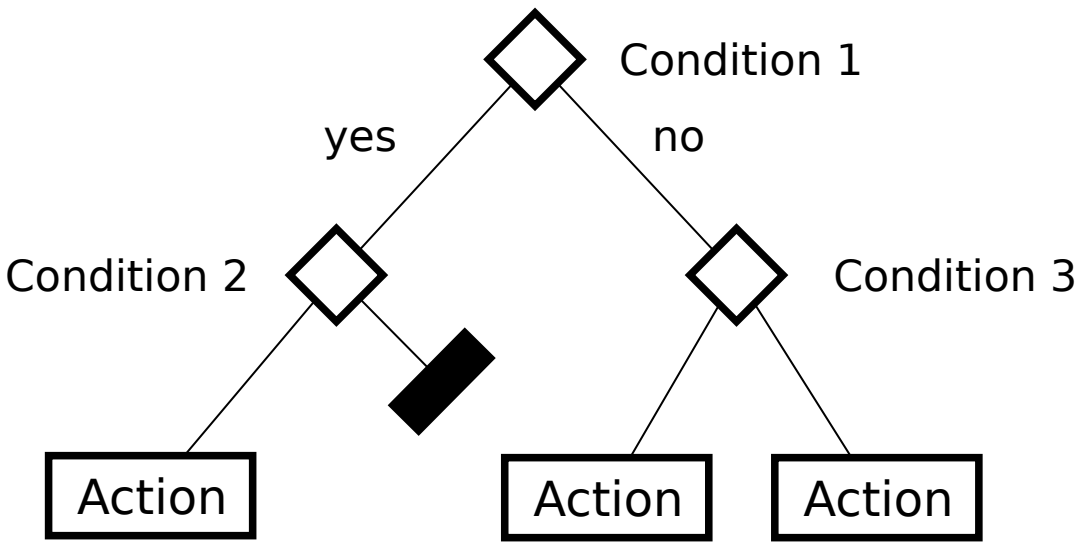 Condition 1
yes
no
Condition 2
Condition 3
Action
Action
Action